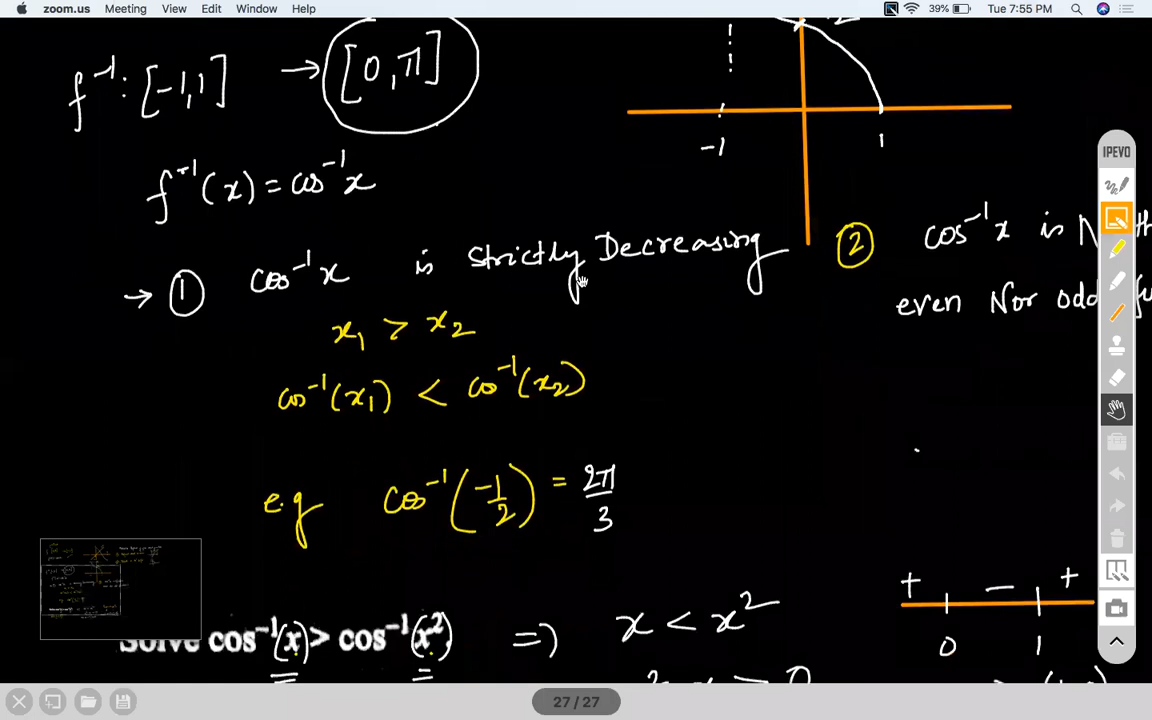 zoom.us Meeting View Edit Window Help 39% Tue 7:55 PM
f⁻¹ : [-1,1] → [0,π]
-1 1
f⁻¹(x) = cos⁻¹x
→ ① cos⁻¹x is Strictly Decreasing
② cos⁻¹x is
even Nor odd
x₁ > x₂
cos⁻¹(x₁) < cos⁻¹(x₂)
e.g cos⁻¹(-1/2) = 2π/3
+ − +
0 1
Solve cos⁻¹(x) > cos⁻¹(x²) ⇒ x < x²
IPEVO
27 / 27